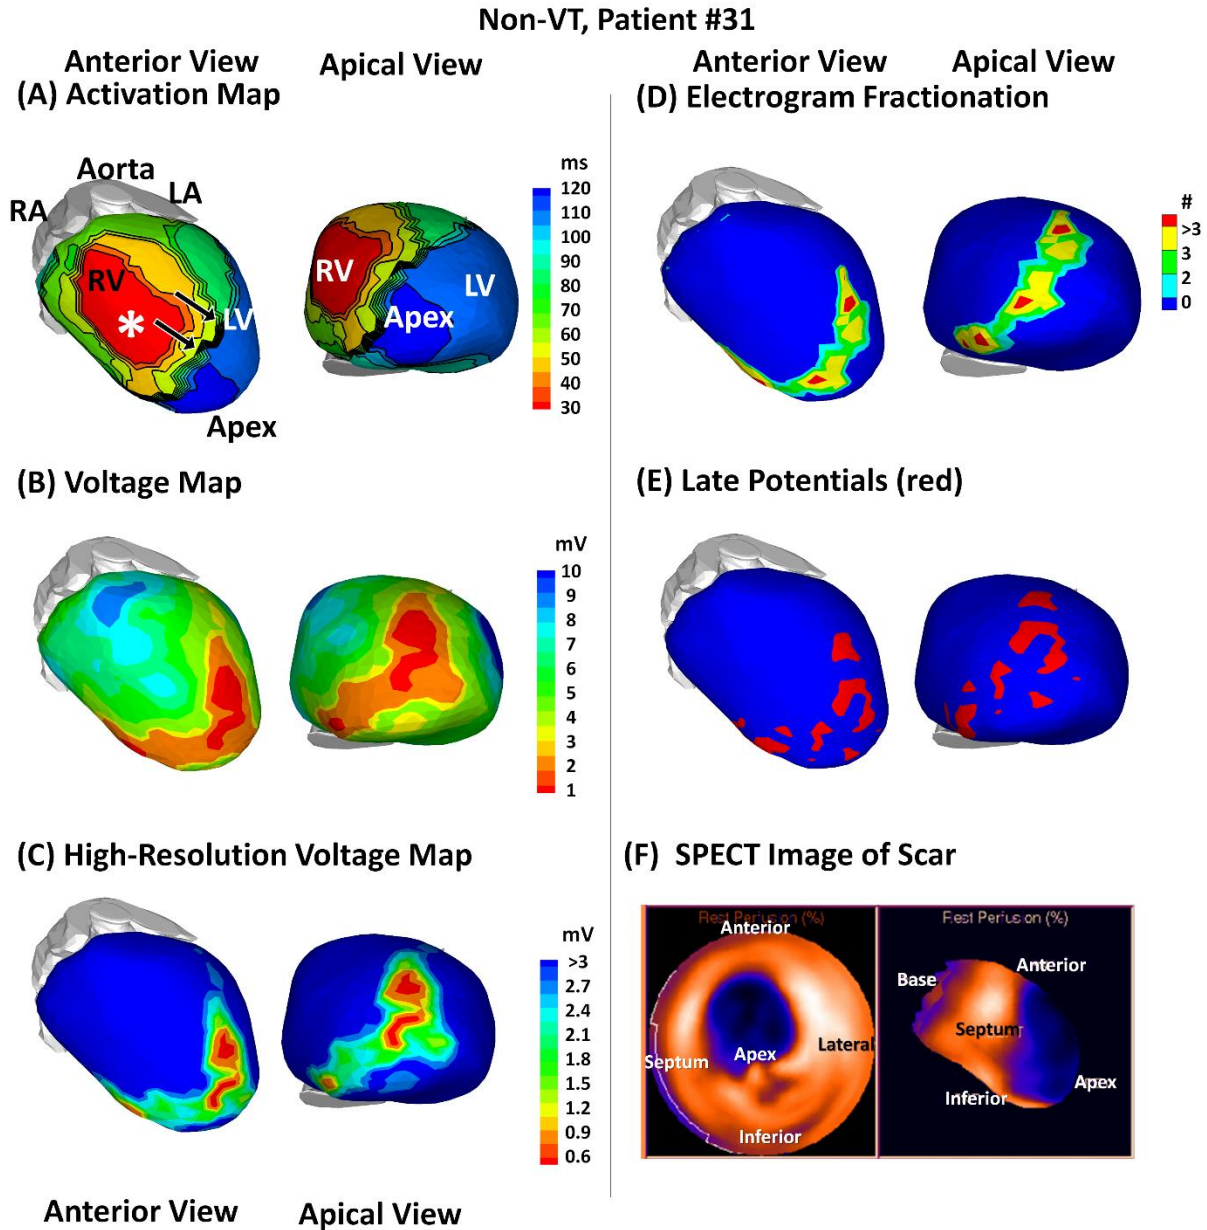 Non-VT, Patient #31
Anterior View
Apical View
(A) Activation Map
Aorta
LA
RA
RV
*
LV
Apex
RV
LV
Apex
ms
120
110
100
90
80
70
60
50
40
30
(B) Voltage Map
mV
10
9
8
7
6
5
4
3
2
1
(C) High-Resolution Voltage Map
mV
>3
2.7
2.4
2.1
1.8
1.5
1.2
0.9
0.6
Anterior View
Apical View
Anterior View
Apical View
(D) Electrogram Fractionation
#
>3
3
2
0
(E) Late Potentials (red)
(F) SPECT Image of Scar
Rest Perfusion (%)
Anterior
Septum
Apex
Lateral
Inferior
Rest Perfusion (%)
Base
Anterior
Septum
Inferior
Apex